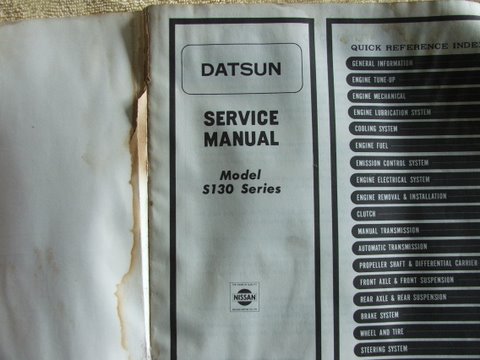 DATSUN
SERVICE
MANUAL
Model
S130 Series
NISSAN
QUICK REFERENCE INDE
GENERAL INFORMATION
ENGINE TUNE-UP
ENGINE MECHANICAL
ENGINE LUBRICATION SYSTEM
COOLING SYSTEM
ENGINE FUEL
EMISSION CONTROL SYSTEM
ENGINE ELECTRICAL SYSTEM
ENGINE REMOVAL & INSTALLATION
CLUTCH
MANUAL TRANSMISSION
AUTOMATIC TRANSMISSION
PROPELLER SHAFT & DIFFERENTIAL CARRIER
FRONT AXLE & FRONT SUSPENSION
REAR AXLE & REAR SUSPENSION
BRAKE SYSTEM
WHEEL AND TIRE
STEERING SYSTEM